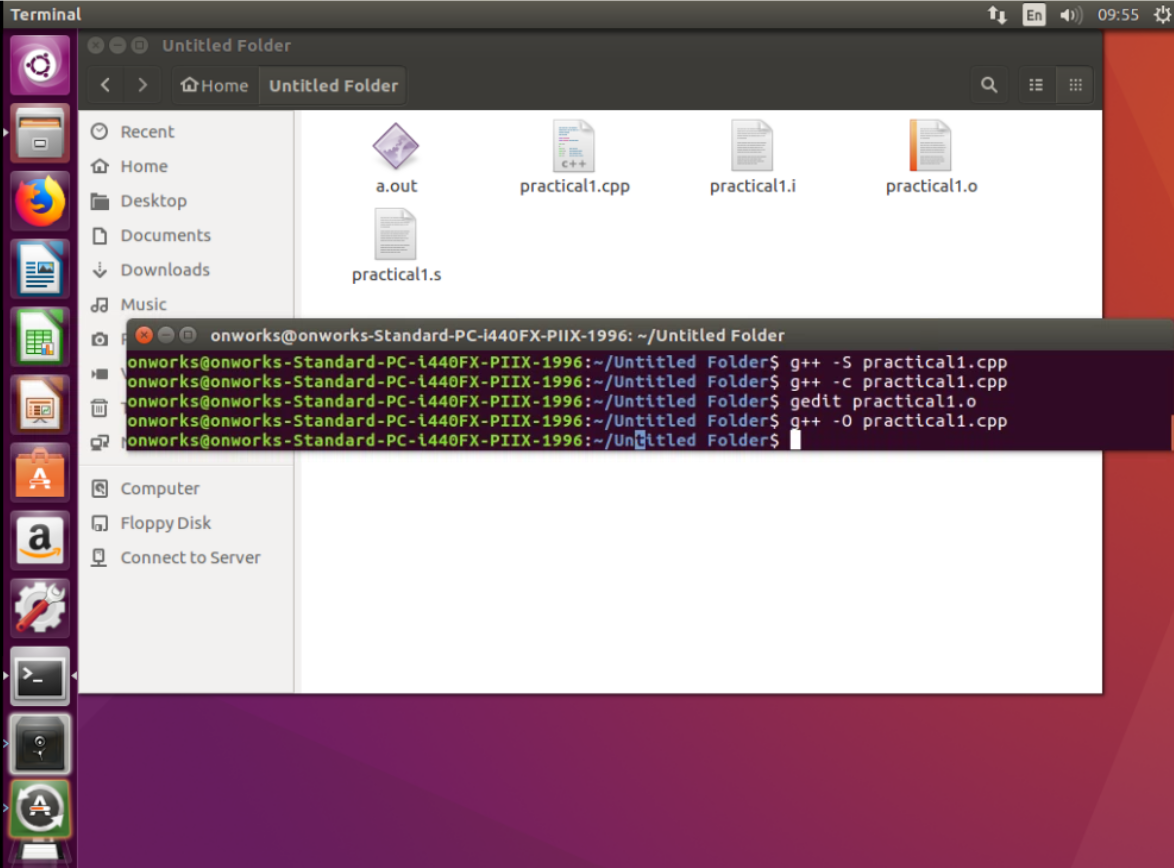 Terminal
En
09:55
Untitled Folder
Home
Untitled Folder
Recent
Home
Desktop
Documents
Downloads
Music
a.out
c++
practical1.cpp
practical1.i
practical1.o
practical1.s
onworks@onworks-Standard-PC-i440FX-PIIX-1996: ~/Untitled Folder
onworks@onworks-Standard-PC-i440FX-PIIX-1996:~/Untitled Folder$ g++ -S practical1.cpp
onworks@onworks-Standard-PC-i440FX-PIIX-1996:~/Untitled Folder$ g++ -c practical1.cpp
onworks@onworks-Standard-PC-i440FX-PIIX-1996:~/Untitled Folder$ gedit practical1.o
onworks@onworks-Standard-PC-i440FX-PIIX-1996:~/Untitled Folder$ g++ -O practical1.cpp
onworks@onworks-Standard-PC-i440FX-PIIX-1996:~/Untitled Folder$
Computer
Floppy Disk
Connect to Server